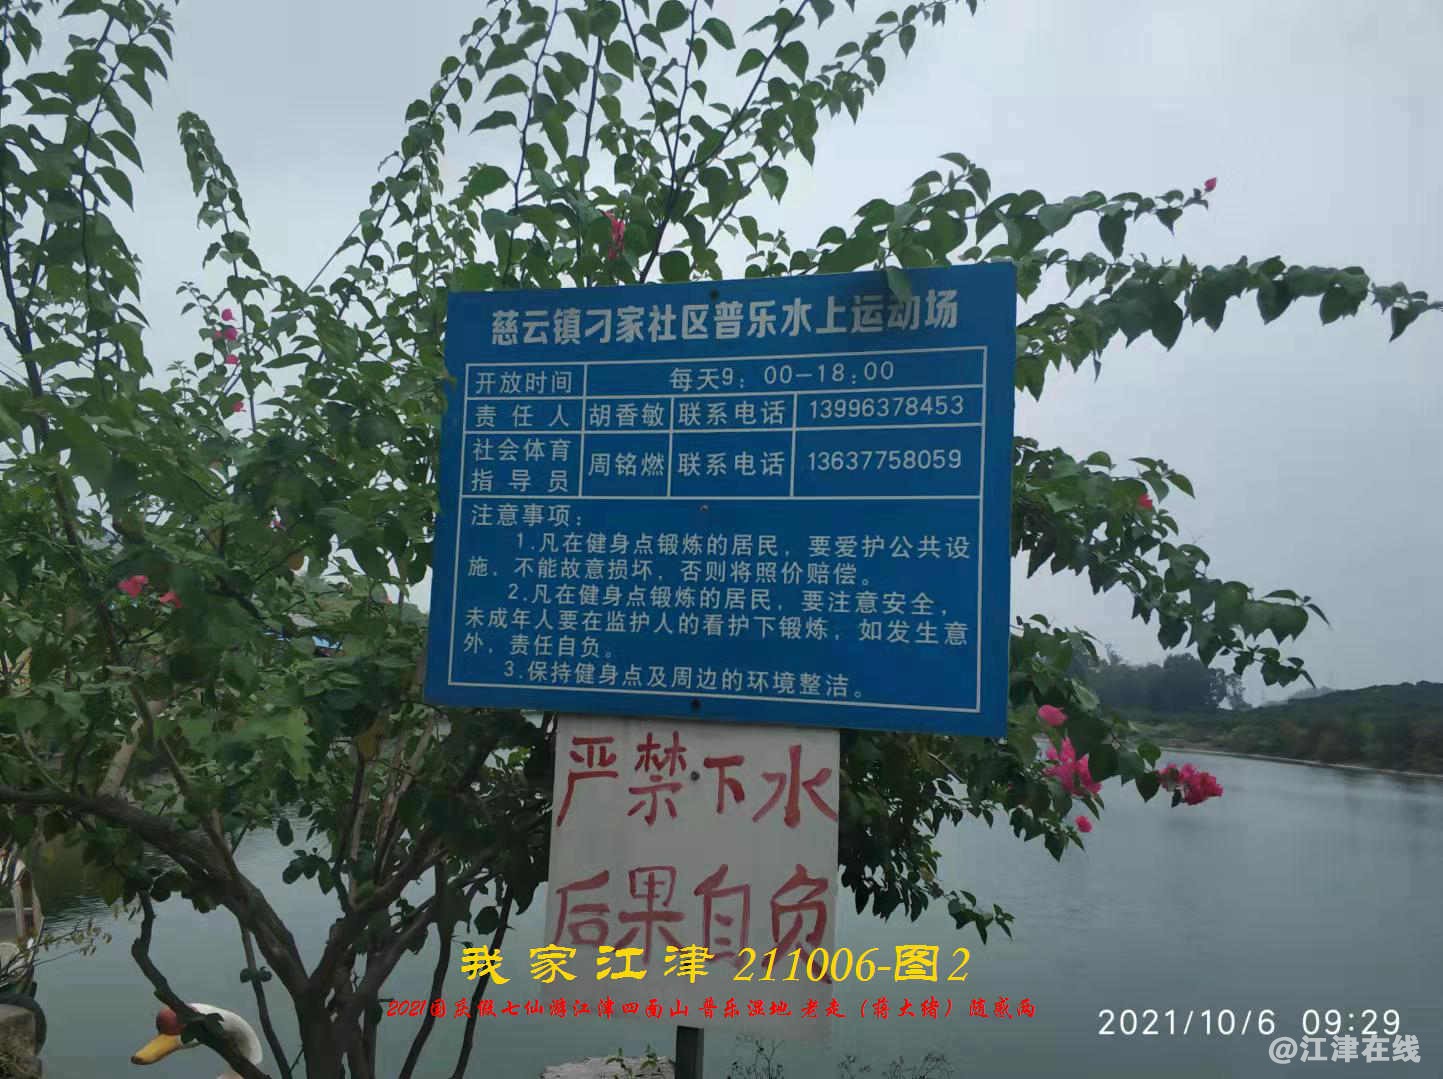 慈云镇刁家社区普乐水上运动场
开放时间 每天9：00－18：00
责任人 胡香敏 联系电话 13996378453
社会体育
指导员 周铭燃 联系电话 13637758059
注意事项：
1.凡在健身点锻炼的居民，要爱护公共设
施，不能故意损坏，否则将照价赔偿。
2.凡在健身点锻炼的居民，要注意安全，
未成年人要在监护人的看护下锻炼，如发生意
外，责任自负。
3.保持健身点及周边的环境整洁。
严禁下水
后果自负
我家江津 211006-图2
2021国庆假七仙游江津四面山 普乐湿地 老走（蒋大绪）随感两
2021/10/6 09:29
@江津在线